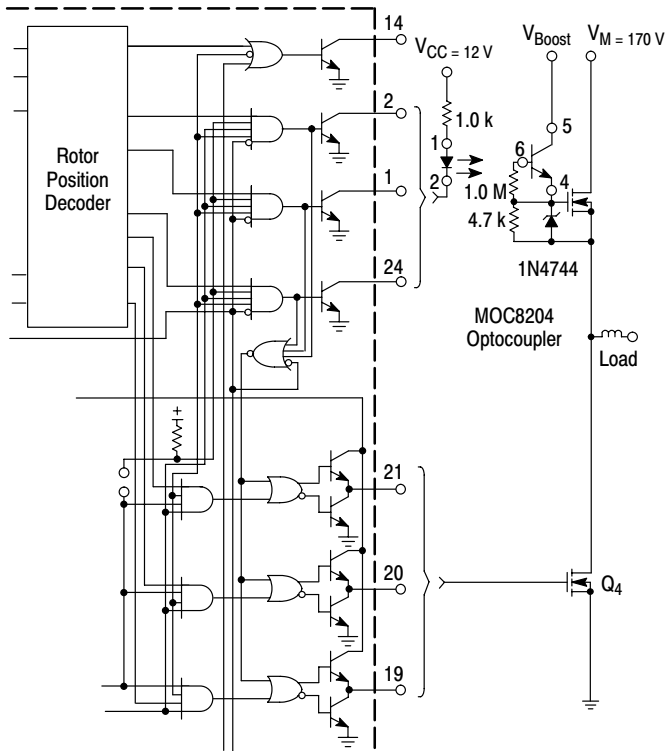 14
V_CC = 12 V
V_Boost
V_M = 170 V
2
1.0 k
1
5
6
Rotor
Position
Decoder
1
2
4
1.0 M
4.7 k
24
1N4744
MOC8204
Optocoupler
Load
+
21
20
Q_4
19